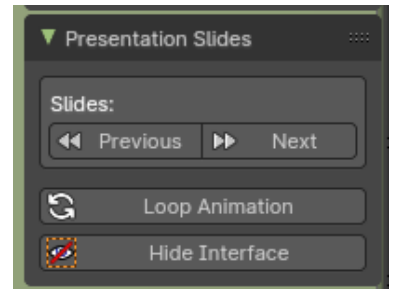 Presentation Slides
Slides:
Previous Next
Loop Animation
Hide Interface